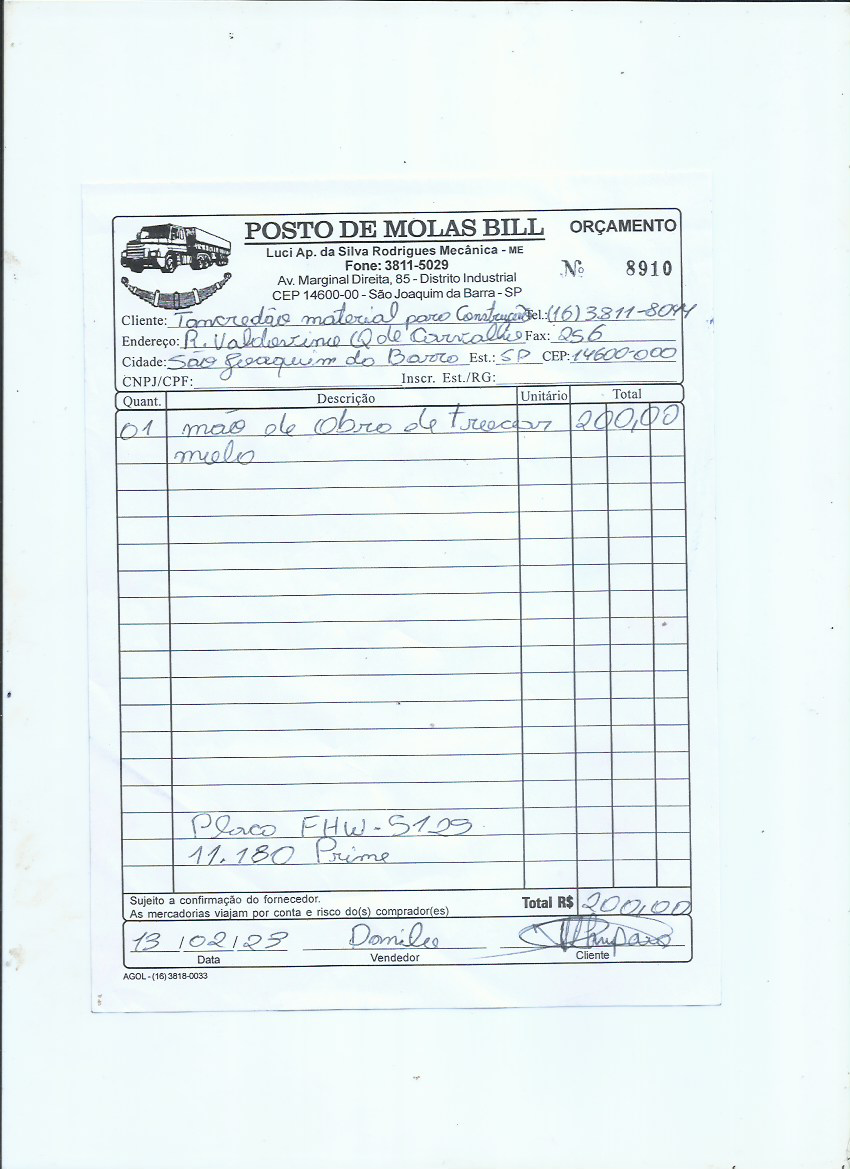 POSTO DE MOLAS BILL
ORÇAMENTO
Luci Ap. da Silva Rodrigues Mecânica - ME
Fone: 3811-5029
Av. Marginal Direita, 85 - Distrito Industrial
CEP 14600-00 - São Joaquim da Barra - SP
Nº 8910
Cliente: Tancredão material para Construção Tel.: (16) 3811-8044
Endereço: R. Valdevino Q de Carvalho Fax: 256
Cidade: São Joaquim da Barra Est.: SP CEP: 14600-000
CNPJ/CPF: Inscr. Est./RG:
Quant. Descrição Unitário Total
01 mão de obra de trocar 200,00
mola
Placa FHW-5129
11.180 Prime
Sujeito a confirmação do fornecedor.
As mercadorias viajam por conta e risco do(s) comprador(es)
Total R$ 200,00
13 / 02 / 23 Danilo
Data Vendedor Cliente
AGOL - (16) 3818-0033